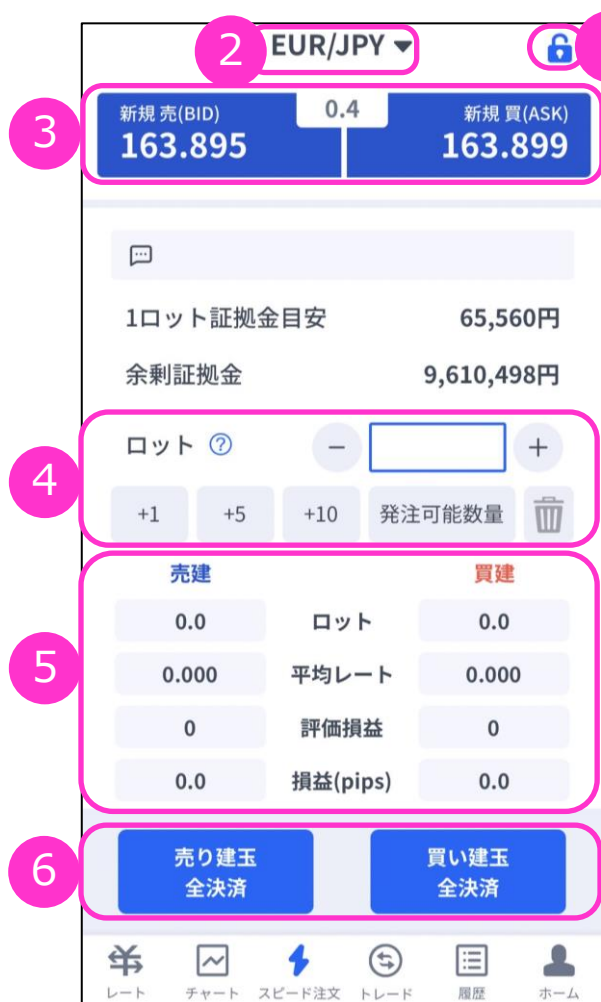 2
EUR/JPY
3
新規 売(BID)
0.4
新規 買(ASK)
163.895
163.899
1ロット証拠金目安
65,560円
余剰証拠金
9,610,498円
4
ロット ?
−
+
+1
+5
+10
発注可能数量
5
売建
買建
0.0
ロット
0.0
0.000
平均レート
0.000
0
評価損益
0
0.0
損益(pips)
0.0
6
売り建玉
全決済
買い建玉
全決済
レート
チャート
スピード注文
トレード
履歴
ホーム